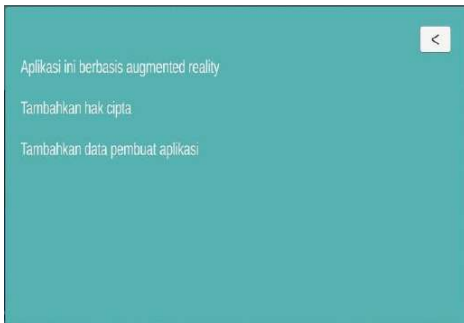 <
Aplikasi ini berbasis augmented reality
Tambahkan hak cipta
Tambahkan data pembuat aplikasi